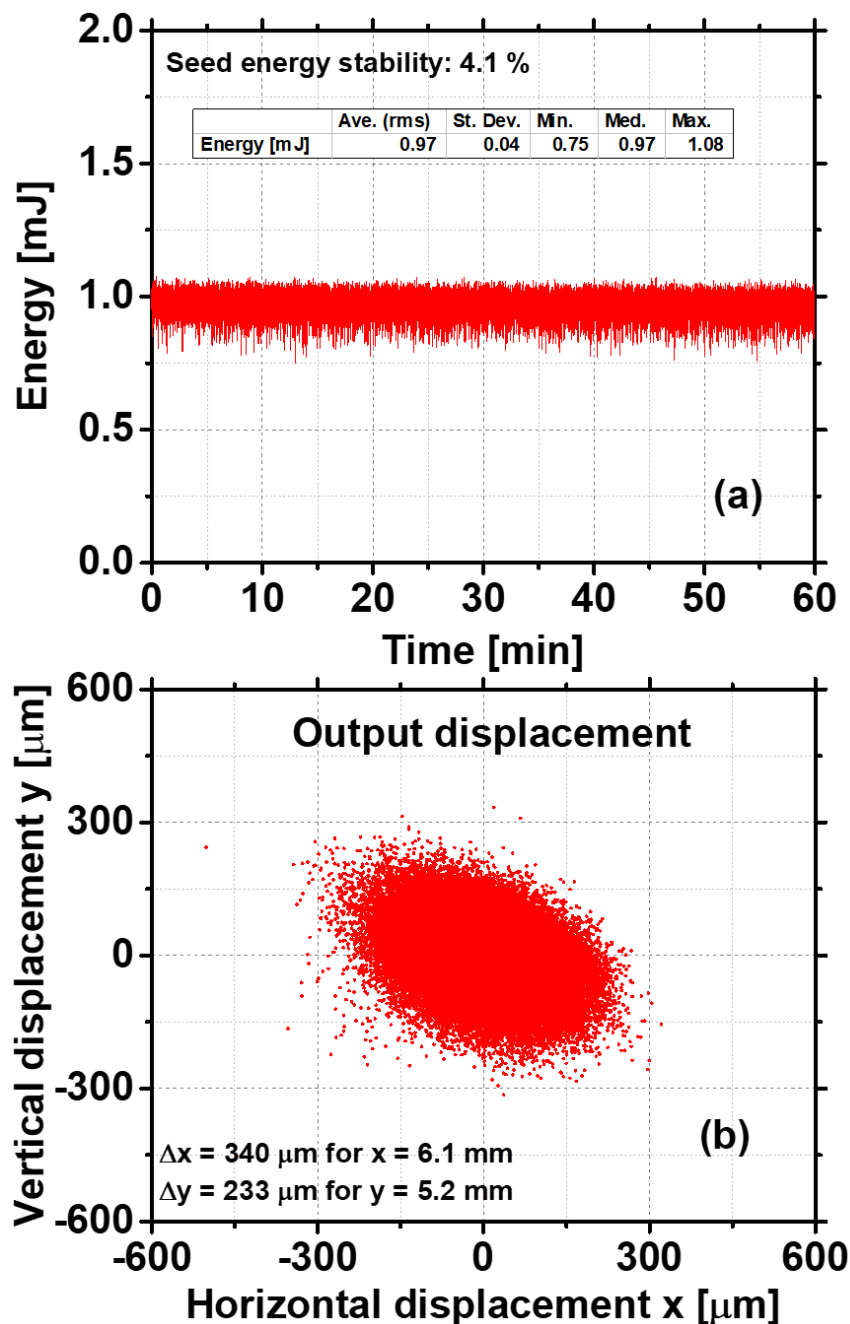 2.0
Seed energy stability: 4.1 %
Ave. (rms) St. Dev. Min. Med. Max.
Energy [mJ] 0.97 0.04 0.75 0.97 1.08
1.5
Energy [mJ]
1.0
0.5
(a)
0.0
0 10 20 30 40 50 60
Time [min]
600
Output displacement
Vertical displacement y [μm]
300
0
-300
(b)
Δx = 340 μm for x = 6.1 mm
Δy = 233 μm for y = 5.2 mm
-600
-600 -300 0 300 600
Horizontal displacement x [μm]